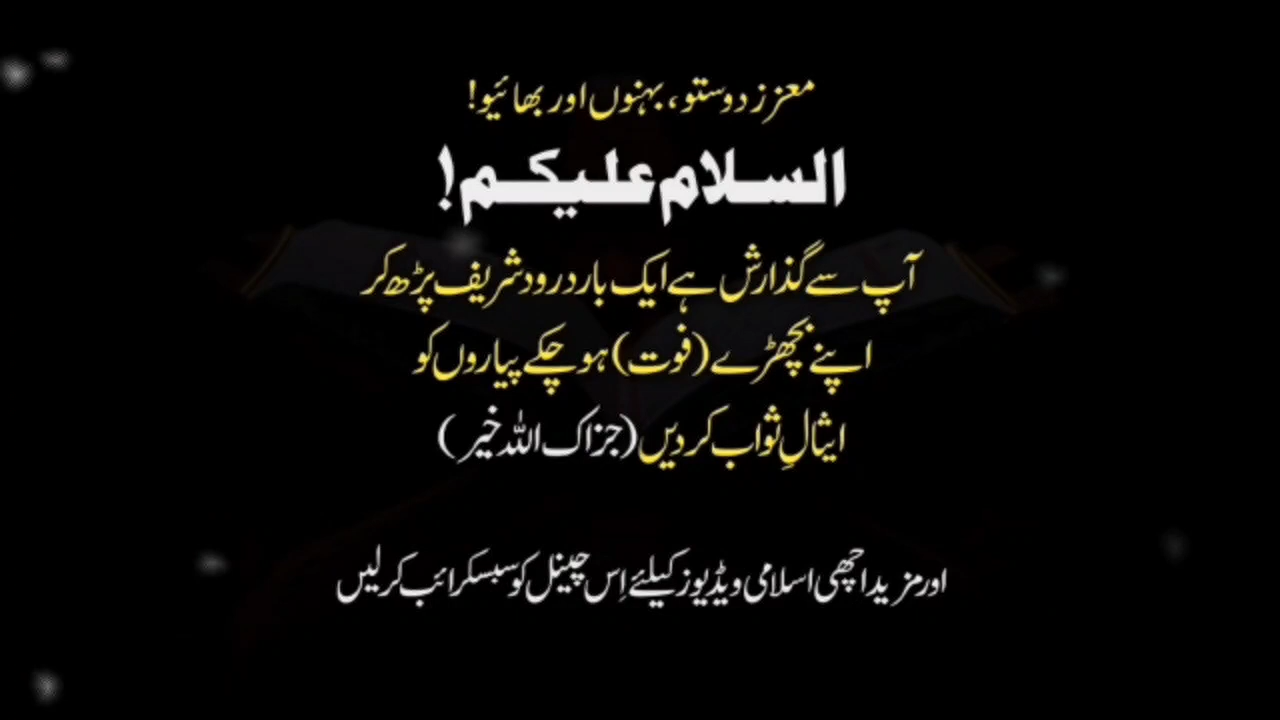 معزز دوستو، بہنوں اور بھائیو!
السلام علیکم!
آپ سے گذارش ہے ایک بار درود شریف پڑھ کر
اپنے بچھڑے (فوت) ہو چکے پیاروں کو
ایثالِ ثواب کر دیں (جزاک اللہ خیر)
اور مزید اچھی اسلامی ویڈیوز کیلئے اِس چینل کو سبسکرائب کر لیں